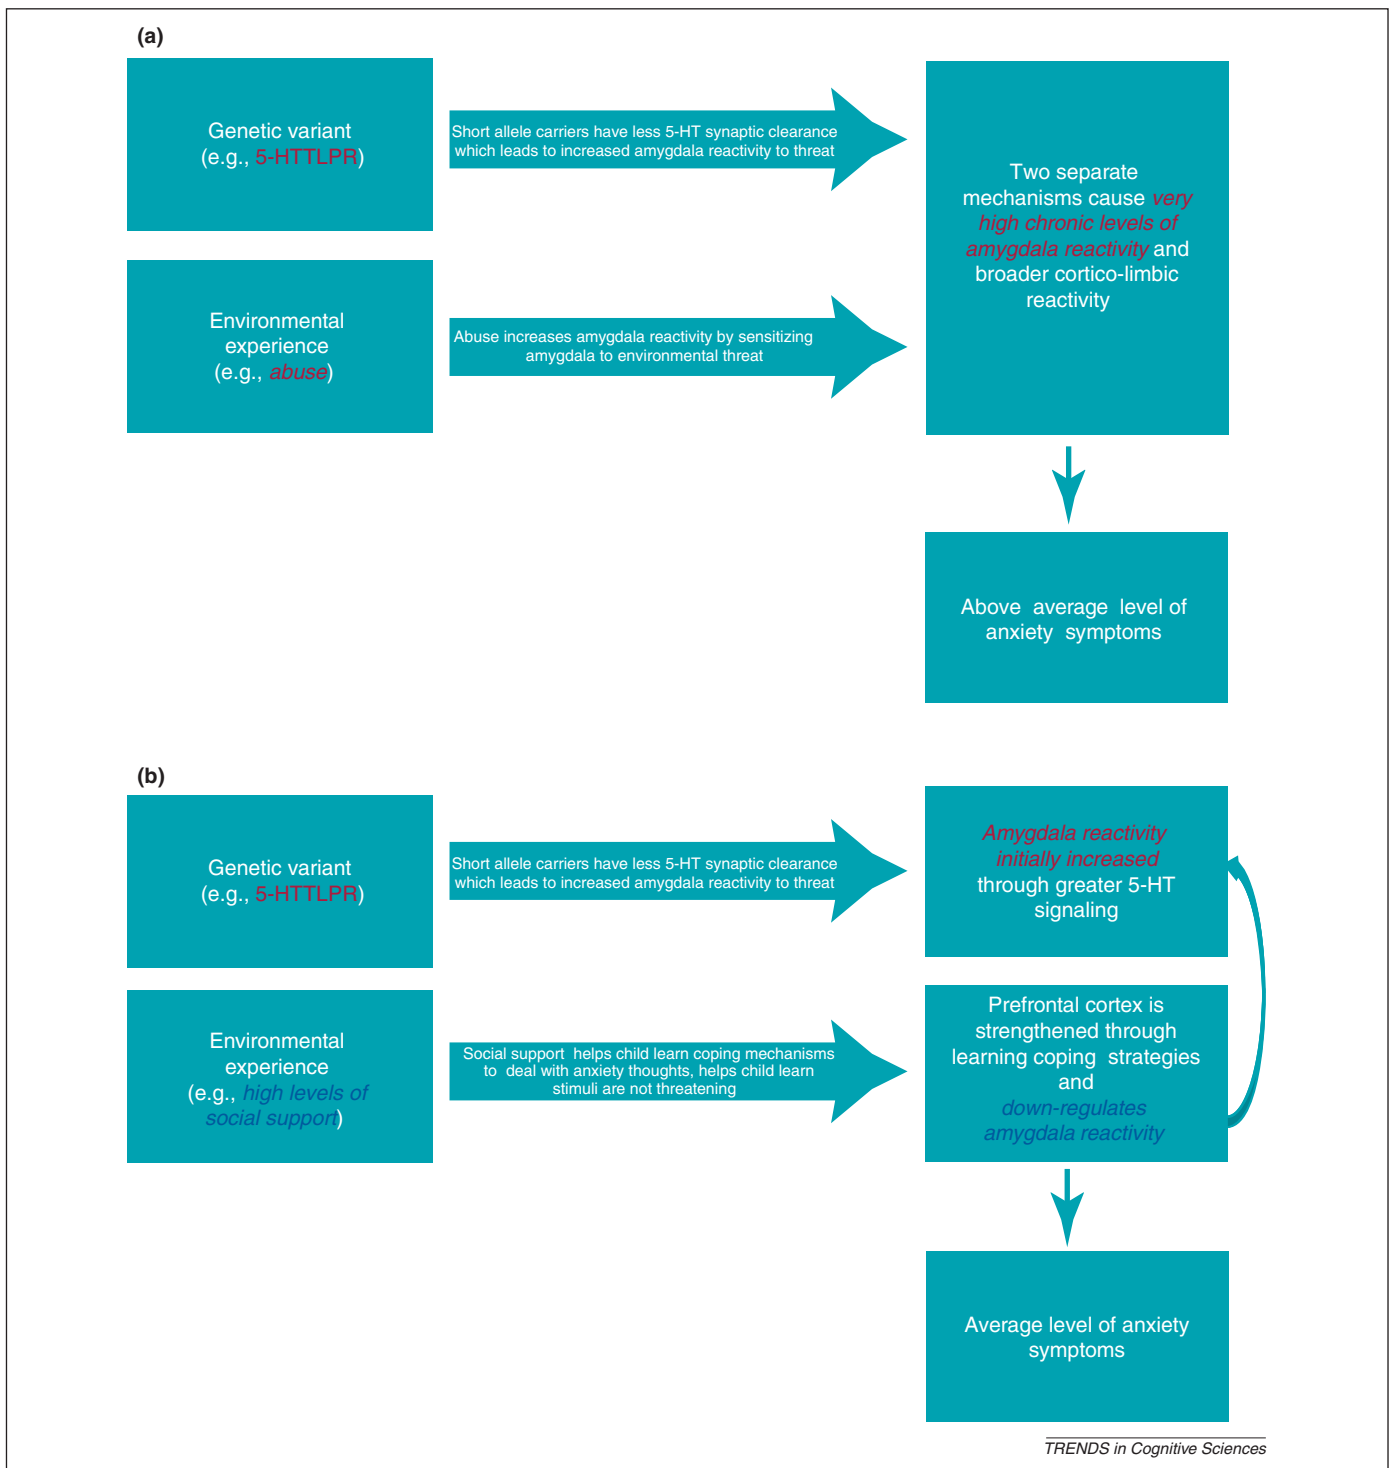 (a)
Genetic variant
(e.g., 5-HTTLPR)
Short allele carriers have less 5-HT synaptic clearance
which leads to increased amygdala reactivity to threat
Two separate
mechanisms cause very
high chronic levels of
amygdala reactivity and
broader cortico-limbic
reactivity
Environmental
experience
(e.g., abuse)
Abuse increases amygdala reactivity by sensitizing
amygdala to environmental threat
Above average level of
anxiety symptoms
(b)
Genetic variant
(e.g., 5-HTTLPR)
Short allele carriers have less 5-HT synaptic clearance
which leads to increased amygdala reactivity to threat
Amygdala reactivity
initially increased
through greater 5-HT
signaling
Environmental
experience
(e.g., high levels of
social support)
Social support helps child learn coping mechanisms
to deal with anxiety thoughts, helps child learn
stimuli are not threatening
Prefrontal cortex is
strengthened through
learning coping strategies
and
down-regulates
amygdala reactivity
Average level of anxiety
symptoms
TRENDS in Cognitive Sciences